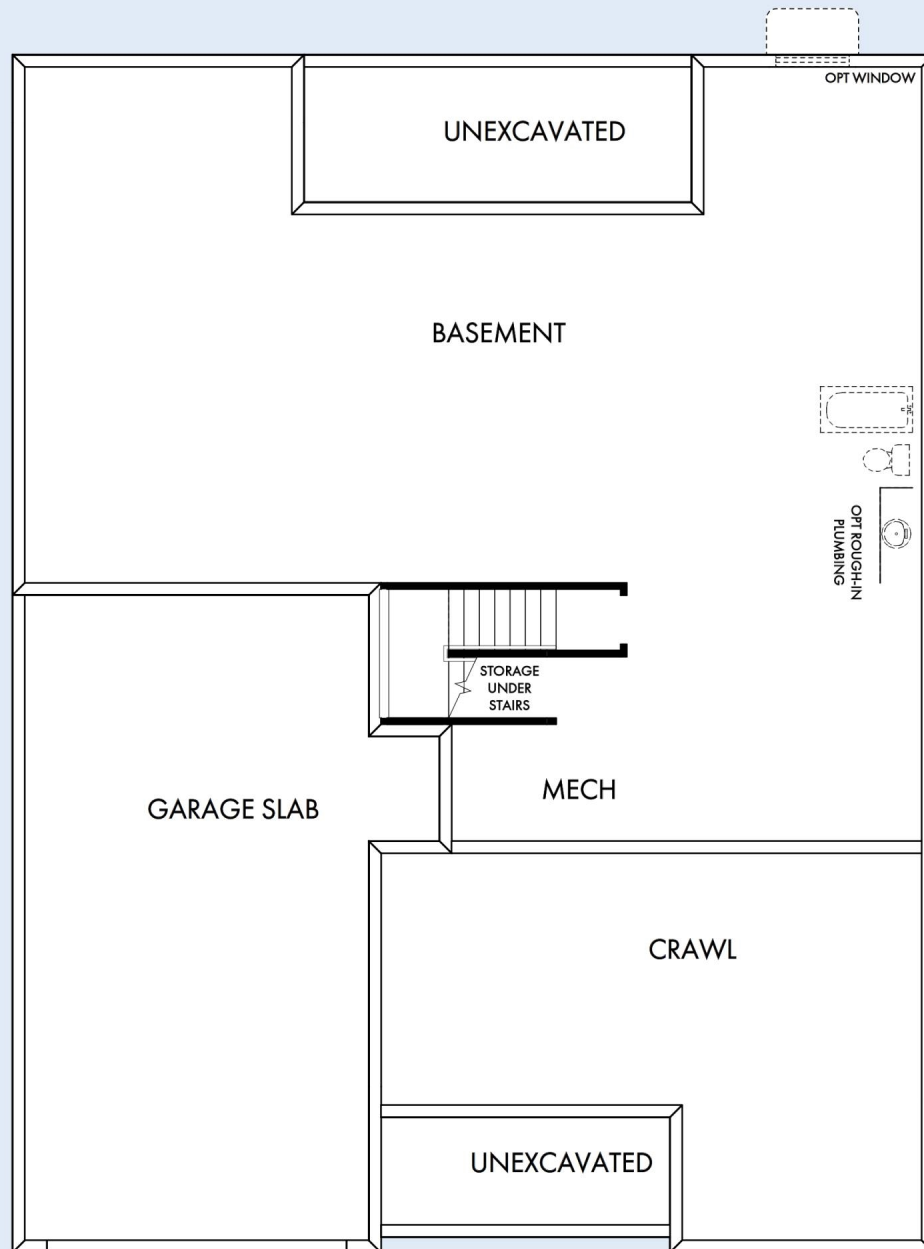 OPT WINDOW
UNEXCAVATED
BASEMENT
OPT ROUGH-IN
PLUMBING
STORAGE
UNDER
STAIRS
MECH
GARAGE SLAB
CRAWL
UNEXCAVATED